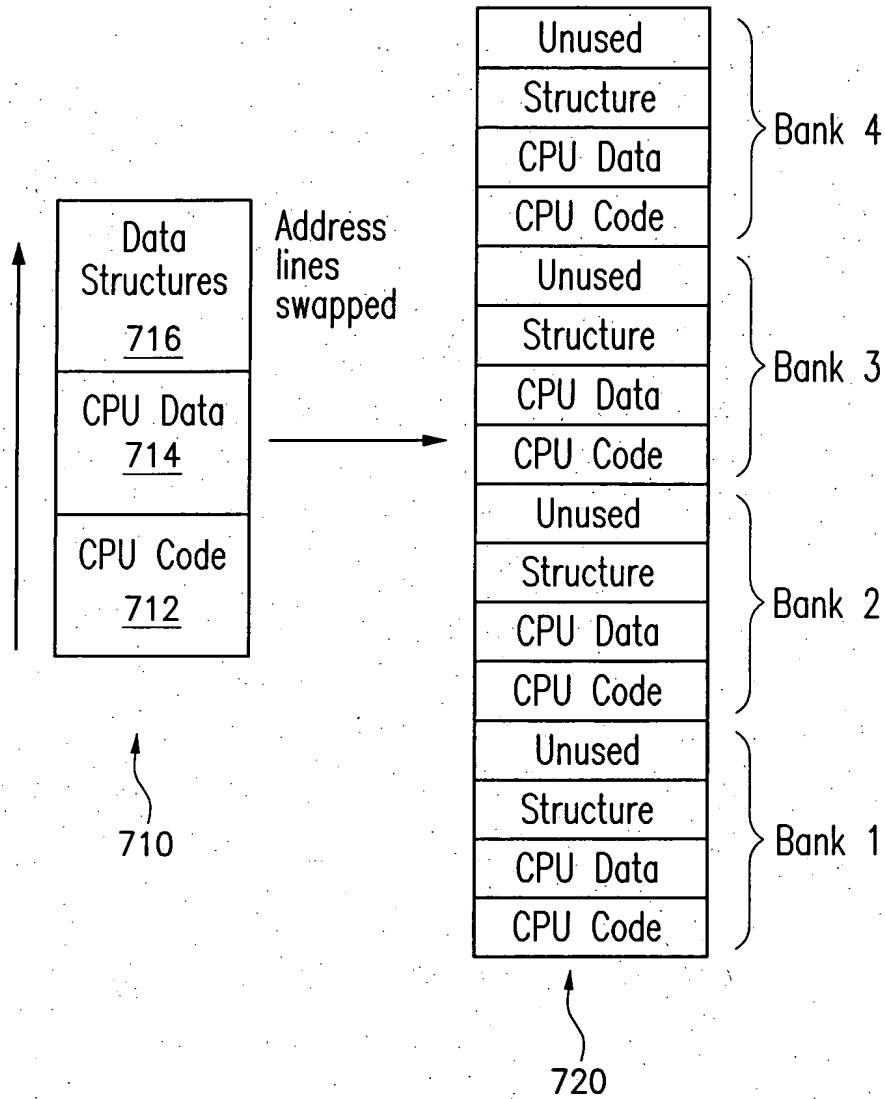 Data
Structures
716
CPU Data
714
CPU Code
712
710
Address
lines
swapped
Unused
Structure
CPU Data
CPU Code
Bank 4
Unused
Structure
CPU Data
CPU Code
Bank 3
Unused
Structure
CPU Data
CPU Code
Bank 2
Unused
Structure
CPU Data
CPU Code
Bank 1
720